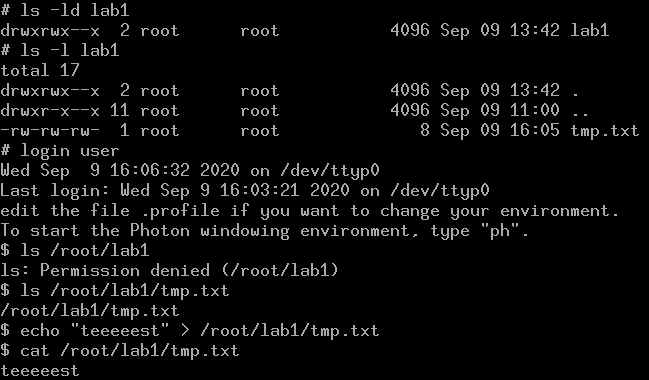 # ls -ld lab1
drwxrwx--x  2 root      root              4096 Sep 09 13:42 lab1
# ls -l lab1
total 17
drwxrwx--x  2 root      root              4096 Sep 09 13:42 .
drwxr-x--x 11 root      root              4096 Sep 09 11:00 ..
-rw-rw-rw-  1 root      root                 8 Sep 09 16:05 tmp.txt
# login user
Wed Sep  9 16:06:32 2020 on /dev/ttyp0
Last login: Wed Sep 9 16:03:21 2020 on /dev/ttyp0
edit the file .profile if you want to change your environment.
To start the Photon windowing environment, type "ph".
$ ls /root/lab1
ls: Permission denied (/root/lab1)
$ ls /root/lab1/tmp.txt
/root/lab1/tmp.txt
$ echo "teeeeest" > /root/lab1/tmp.txt
$ cat /root/lab1/tmp.txt
teeeeest